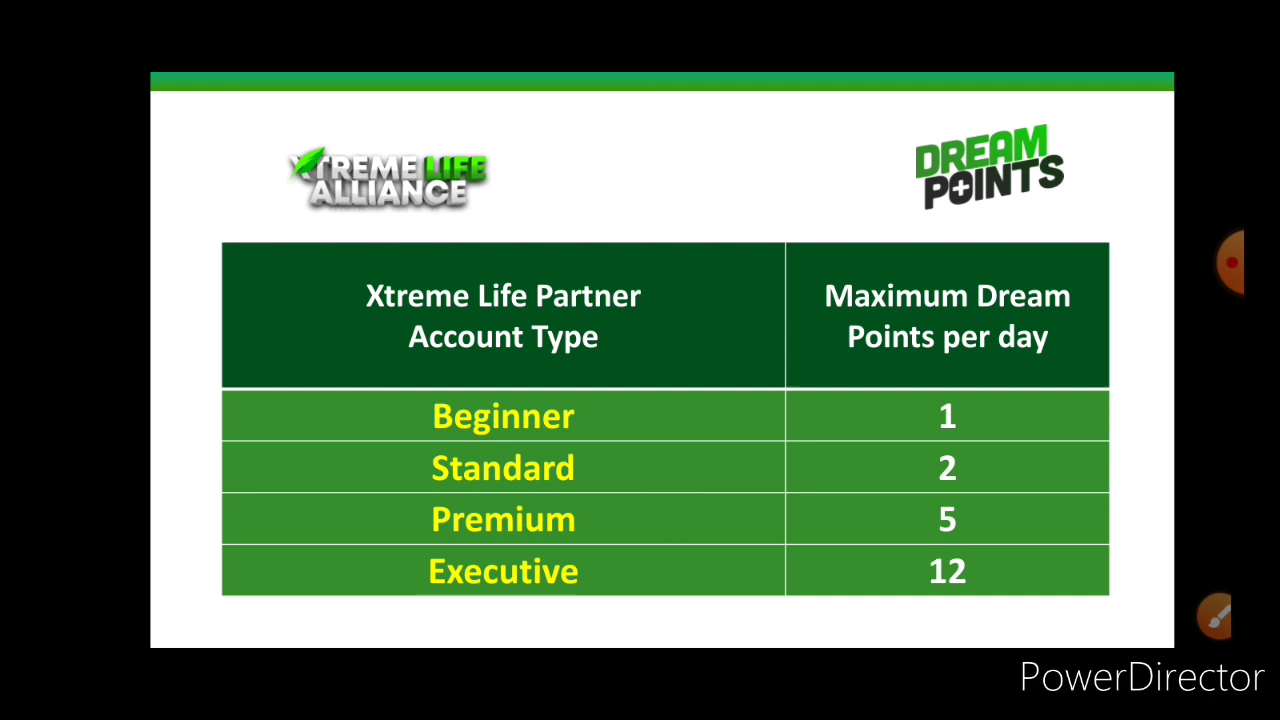 XTREME LIFE
ALLIANCE
DREAM
POINTS
Xtreme Life Partner
Account Type
Maximum Dream
Points per day
Beginner 1
Standard 2
Premium 5
Executive 12
PowerDirector